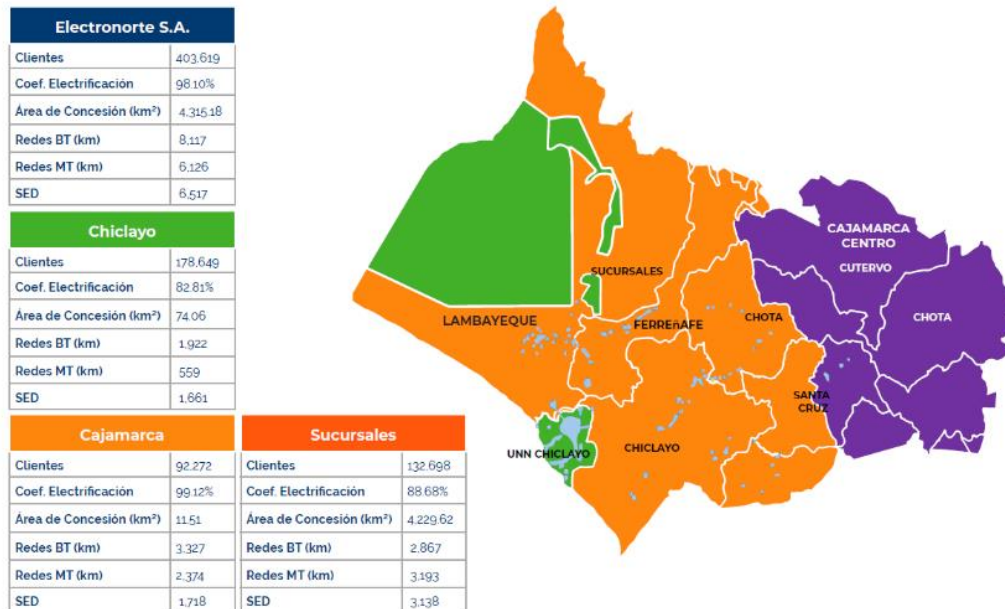 Electronorte S.A.
Clientes 403.619
Coef. Electrificación 98.10%
Área de Concesión (km²) 4,315.18
Redes BT (km) 8,117
Redes MT (km) 6,126
SED 6,517
Chiclayo
Clientes 178,649
Coef. Electrificación 82.81%
Área de Concesión (km²) 74.06
Redes BT (km) 1,922
Redes MT (km) 559
SED 1,661
Cajamarca
Clientes 92,272
Coef. Electrificación 99.12%
Área de Concesión (km²) 11.51
Redes BT (km) 3,327
Redes MT (km) 2,374
SED 1,718
Sucursales
Clientes 132,698
Coef. Electrificación 88.68%
Área de Concesión (km²) 4,229.62
Redes BT (km) 2,867
Redes MT (km) 3,193
SED 3,138
CAJAMARCA
CENTRO
CUTERVO
SUCURSALES
LAMBAYEQUE
FERREñAFE
CHOTA
CHOTA
SANTA
CRUZ
UNN CHICLAYO
CHICLAYO